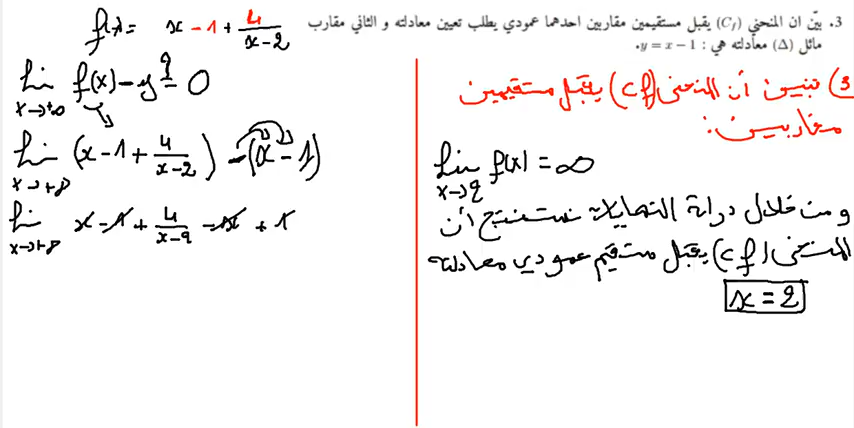 3. بيّن ان المنحني (C_f) يقبل مستقيمين مقاربين احدهما عمودي يطلب تعيين معادلته و الثاني مقارب
مائل (Δ) معادلته هي : y = x − 1.
f(x) = x - 1 + 4/(x-2)
lim x→+∞ f(x) - y =? 0
lim x→+∞ (x - 1 + 4/(x-2)) - (x - 1)
lim x→+∞ x - 1 + 4/(x-2) - x + 1
3) تبيين أن المنحنى (Cf) يقبل مستقيمين
مقاربين:
lim x→2 f(x) = ∞
و من خلال دراسة النهايات نستنتج أن
المنحنى (Cf) يقبل مستقيم عمودي معادلته
x = 2